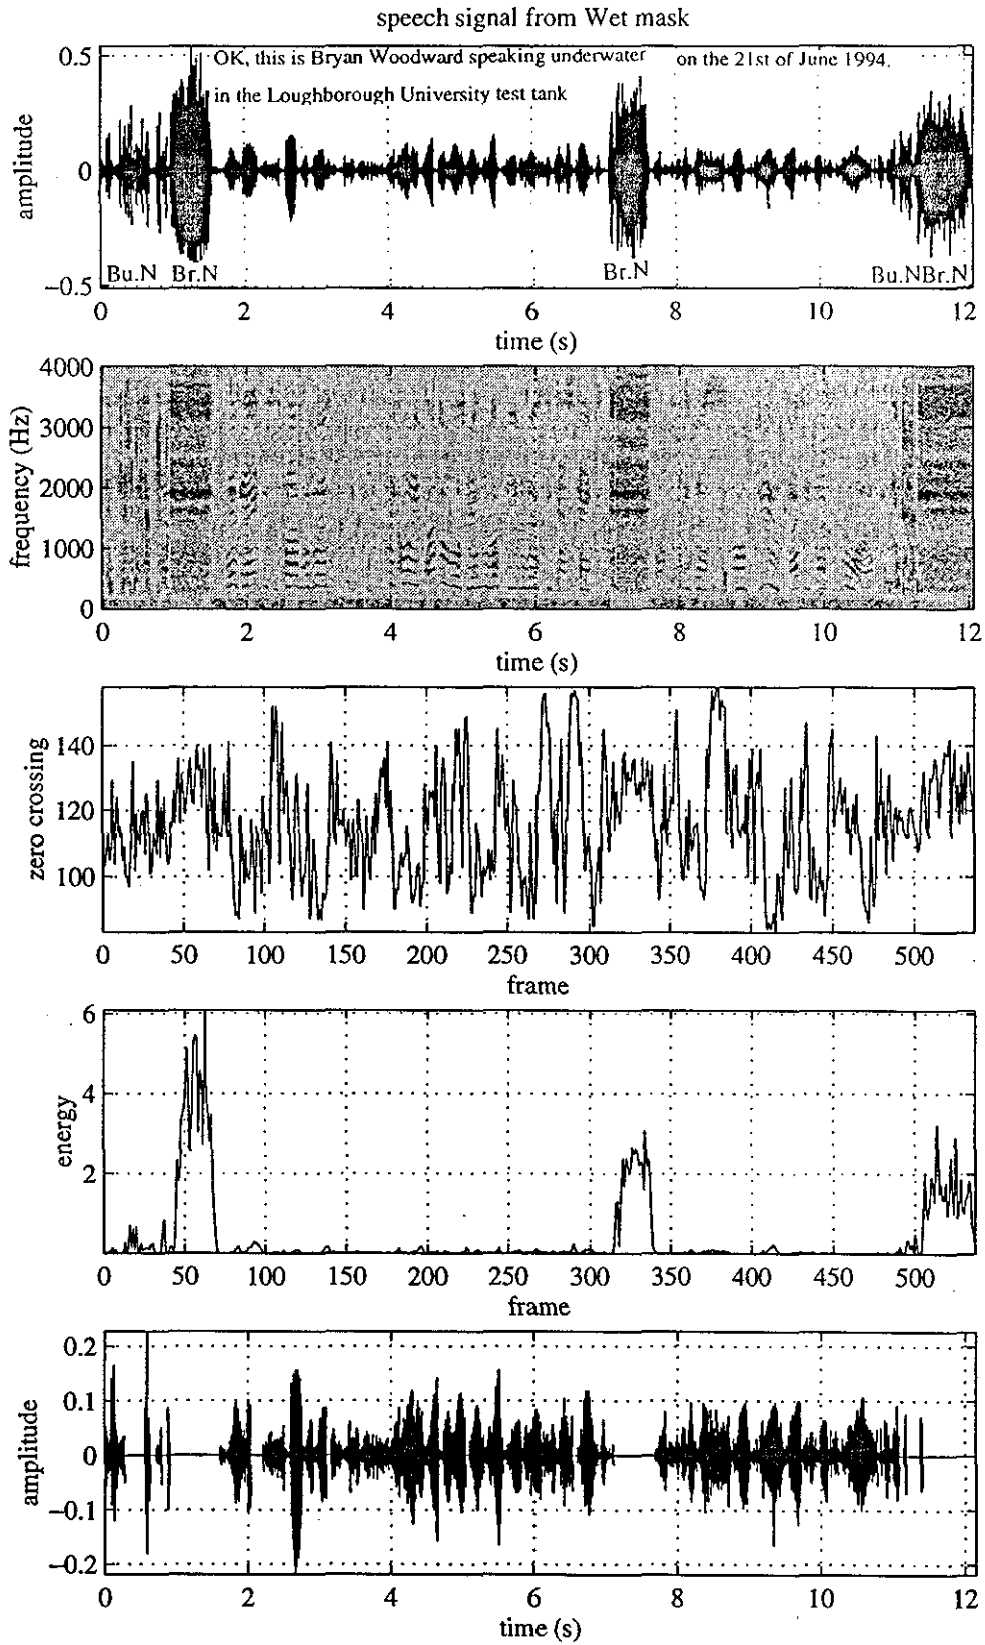 speech signal from Wet mask
0.5
OK, this is Bryan Woodward speaking underwater on the 21st of June 1994,
in the Loughborough University test tank
amplitude
0
Bu.N Br.N Br.N Bu.N Br.N
−0.5
0 2 4 6 8 10 12
time (s)
4000
3000
frequency (Hz)
2000
1000
0
0 2 4 6 8 10 12
time (s)
zero crossing
140
120
100
0 50 100 150 200 250 300 350 400 450 500
frame
6
energy
4
2
0 50 100 150 200 250 300 350 400 450 500
frame
0.2
0.1
amplitude
0
−0.1
−0.2
0 2 4 6 8 10 12
time (s)